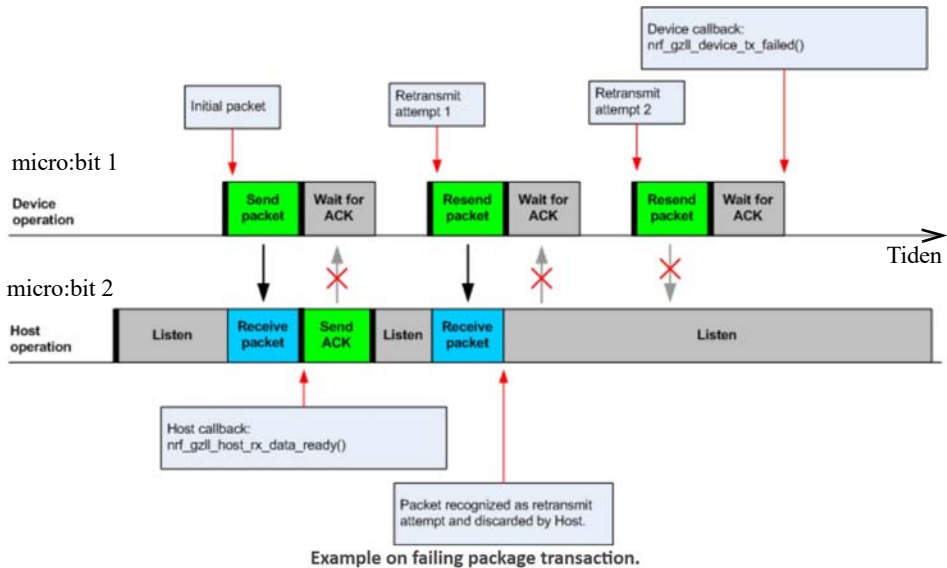 Device callback:
nrf_gzll_device_tx_failed()
Initial packet
Retransmit
attempt 1
Retransmit
attempt 2
micro:bit 1
Device
operation
Send
packet
Wait for
ACK
Resend
packet
Wait for
ACK
Resend
packet
Wait for
ACK
Tiden
micro:bit 2
Host
operation
Listen
Receive
packet
Send
ACK
Listen
Receive
packet
Listen
Host callback:
nrf_gzll_host_rx_data_ready()
Packet recognized as retransmit
attempt and discarded by Host.
Example on failing package transaction.